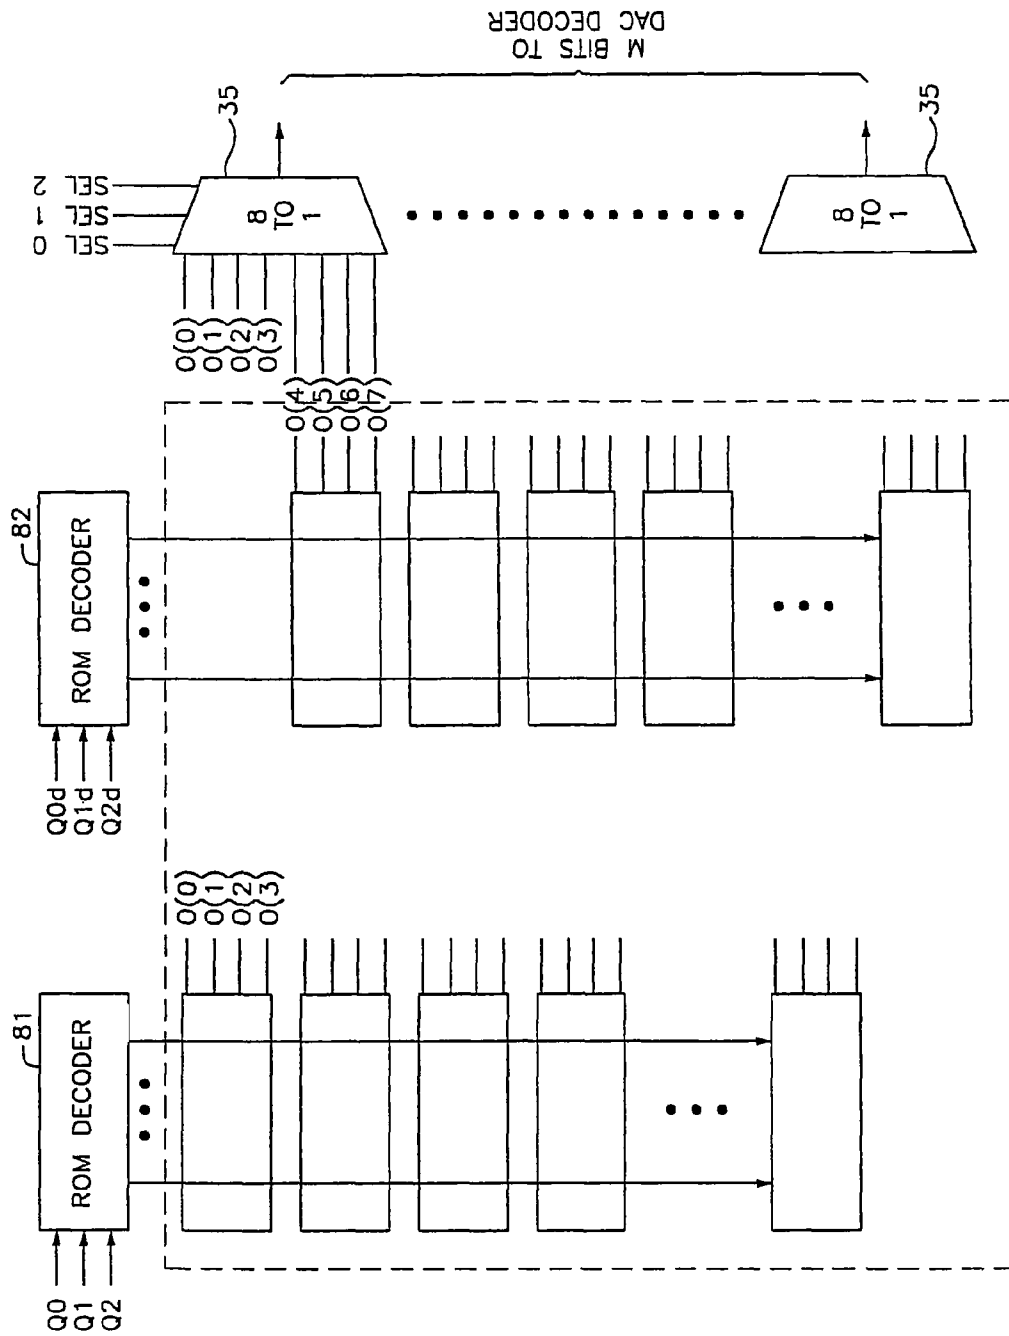 Q0
Q1
Q2
ROM DECODER
81
O(0)
O(1)
O(2)
O(3)
Q0d
Q1d
Q2d
ROM DECODER
82
O(4)
O(5)
O(6)
O(7)
O(0)
O(1)
O(2)
O(3)
SEL 0
SEL 1
SEL 2
8
TO
1
35
8
TO
1
35
M BITS TO
DAC DECODER